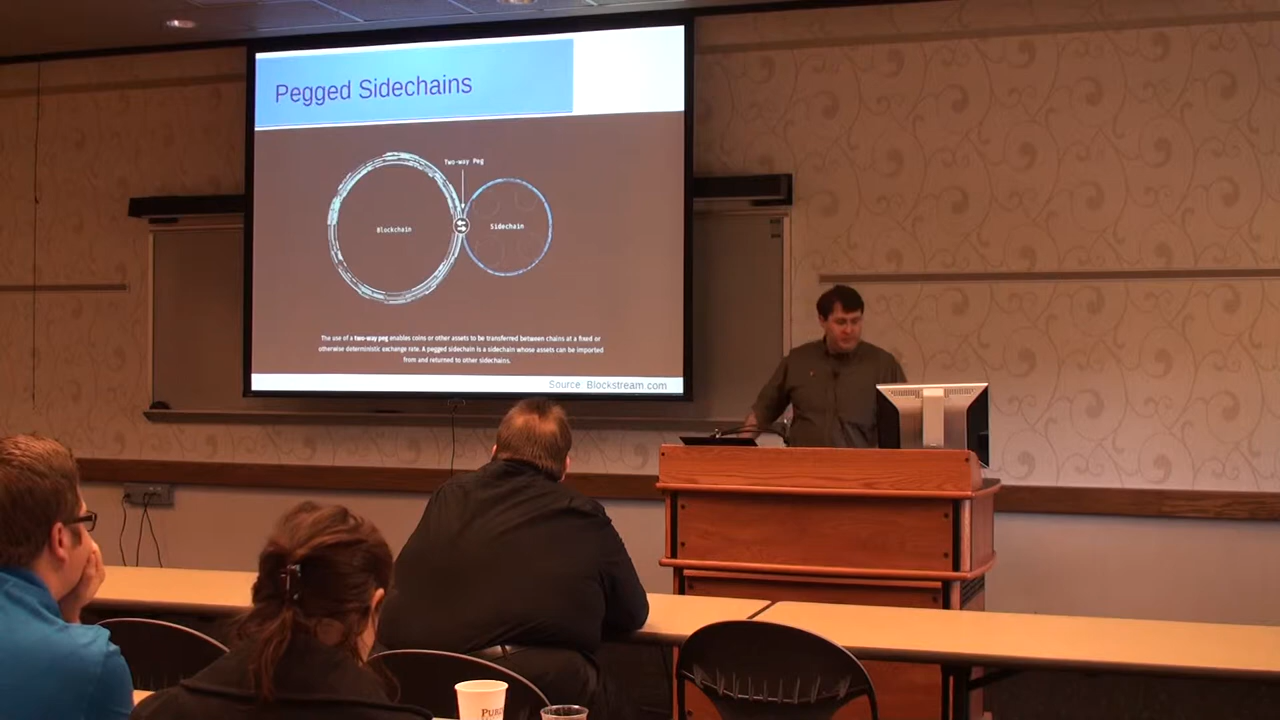 Pegged Sidechains
Two-way Peg
Blockchain
Sidechain
The use of a two-way peg enables coins or other assets to be transferred between chains at a fixed or
otherwise deterministic exchange rate. A pegged sidechain is a sidechain whose assets can be imported
from and returned to other sidechains.
Source: Blockstream.com